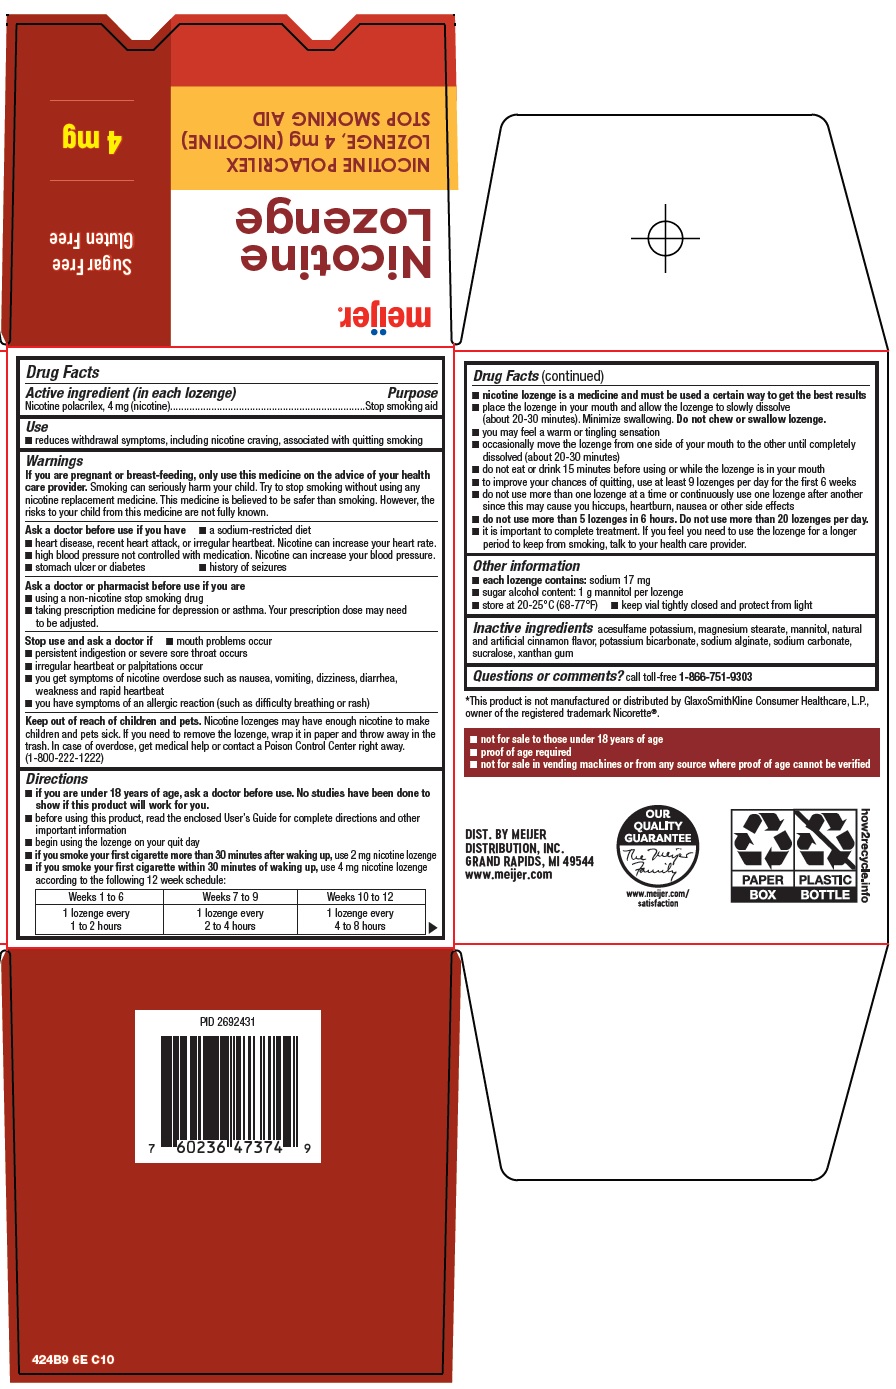 meijer.
Nicotine
Lozenge
NICOTINE POLACRILEX
LOZENGE, 4 mg (NICOTINE)
STOP SMOKING AID
Sugar Free
Gluten Free
4 mg
Drug Facts
Active ingredient (in each lozenge) Purpose
Nicotine polacrilex, 4 mg (nicotine)........................................................................Stop smoking aid
Use
■ reduces withdrawal symptoms, including nicotine craving, associated with quitting smoking
Warnings
If you are pregnant or breast-feeding, only use this medicine on the advice of your health
care provider. Smoking can seriously harm your child. Try to stop smoking without using any
nicotine replacement medicine. This medicine is believed to be safer than smoking. However, the
risks to your child from this medicine are not fully known.
Ask a doctor before use if you have ■ a sodium-restricted diet
■ heart disease, recent heart attack, or irregular heartbeat. Nicotine can increase your heart rate.
■ high blood pressure not controlled with medication. Nicotine can increase your blood pressure.
■ stomach ulcer or diabetes ■ history of seizures
Ask a doctor or pharmacist before use if you are
■ using a non-nicotine stop smoking drug
■ taking prescription medicine for depression or asthma. Your prescription dose may need
to be adjusted.
Stop use and ask a doctor if ■ mouth problems occur
■ persistent indigestion or severe sore throat occurs
■ irregular heartbeat or palpitations occur
■ you get symptoms of nicotine overdose such as nausea, vomiting, dizziness, diarrhea,
weakness and rapid heartbeat
■ you have symptoms of an allergic reaction (such as difficulty breathing or rash)
Keep out of reach of children and pets. Nicotine lozenges may have enough nicotine to make
children and pets sick. If you need to remove the lozenge, wrap it in paper and throw away in the
trash. In case of overdose, get medical help or contact a Poison Control Center right away.
(1-800-222-1222)
Directions
■ if you are under 18 years of age, ask a doctor before use. No studies have been done to
show if this product will work for you.
■ before using this product, read the enclosed User's Guide for complete directions and other
important information
■ begin using the lozenge on your quit day
■ if you smoke your first cigarette more than 30 minutes after waking up, use 2 mg nicotine lozenge
■ if you smoke your first cigarette within 30 minutes of waking up, use 4 mg nicotine lozenge
according to the following 12 week schedule:
Weeks 1 to 6 Weeks 7 to 9 Weeks 10 to 12
1 lozenge every 1 lozenge every 1 lozenge every
1 to 2 hours 2 to 4 hours 4 to 8 hours
Drug Facts (continued)
■ nicotine lozenge is a medicine and must be used a certain way to get the best results
■ place the lozenge in your mouth and allow the lozenge to slowly dissolve
(about 20-30 minutes). Minimize swallowing. Do not chew or swallow lozenge.
■ you may feel a warm or tingling sensation
■ occasionally move the lozenge from one side of your mouth to the other until completely
dissolved (about 20-30 minutes)
■ do not eat or drink 15 minutes before using or while the lozenge is in your mouth
■ to improve your chances of quitting, use at least 9 lozenges per day for the first 6 weeks
■ do not use more than one lozenge at a time or continuously use one lozenge after another
since this may cause you hiccups, heartburn, nausea or other side effects
■ do not use more than 5 lozenges in 6 hours. Do not use more than 20 lozenges per day.
■ it is important to complete treatment. If you feel you need to use the lozenge for a longer
period to keep from smoking, talk to your health care provider.
Other information
■ each lozenge contains: sodium 17 mg
■ sugar alcohol content: 1 g mannitol per lozenge
■ store at 20-25°C (68-77°F) ■ keep vial tightly closed and protect from light
Inactive ingredients acesulfame potassium, magnesium stearate, mannitol, natural
and artificial cinnamon flavor, potassium bicarbonate, sodium alginate, sodium carbonate,
sucralose, xanthan gum
Questions or comments? call toll-free 1-866-751-9303
*This product is not manufactured or distributed by GlaxoSmithKline Consumer Healthcare, L.P.,
owner of the registered trademark Nicorette®.
■ not for sale to those under 18 years of age
■ proof of age required
■ not for sale in vending machines or from any source where proof of age cannot be verified
DIST. BY MEIJER
DISTRIBUTION, INC.
GRAND RAPIDS, MI 49544
www.meijer.com
OUR
QUALITY
GUARANTEE
The Meijer
Family
www.meijer.com/
satisfaction
PAPER PLASTIC
BOX BOTTLE
how2recycle.info
PID 2692431
7 60236 47374 9
424B9 6E C10